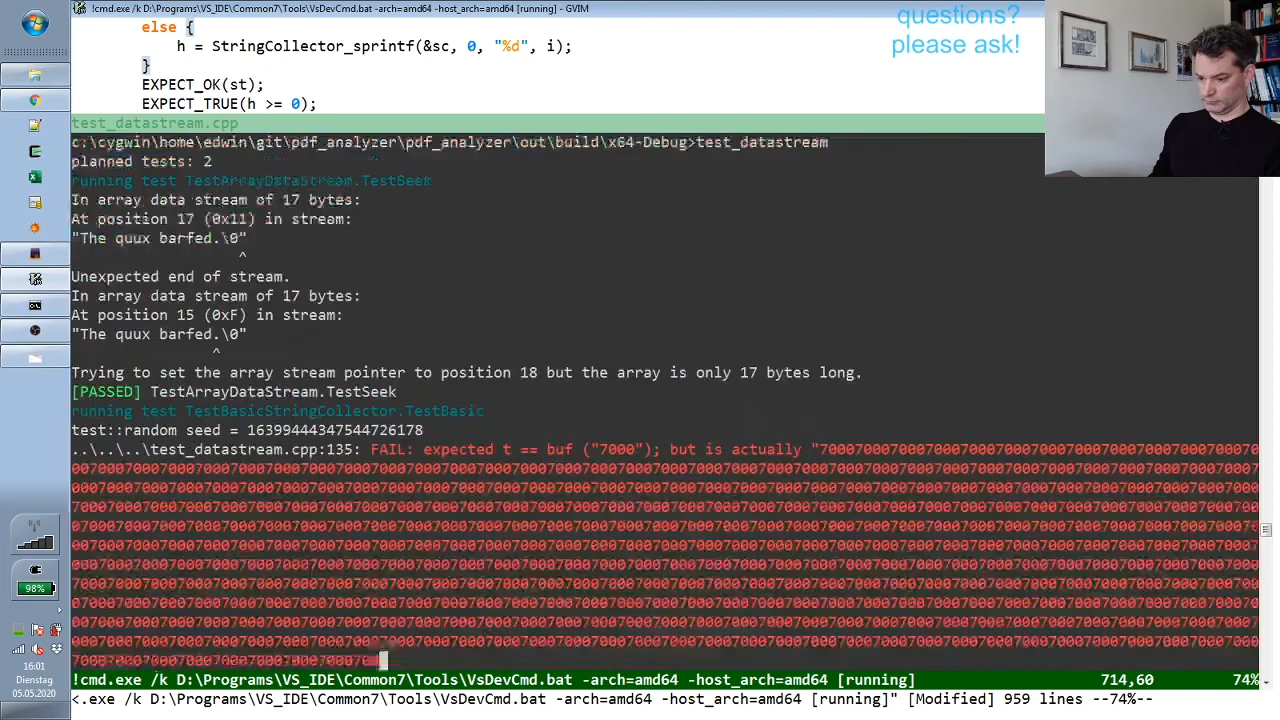 !cmd.exe /k D:\Programs\VS_IDE\Common7\Tools\VsDevCmd.bat -arch=amd64 -host_arch=amd64 [running] - GVIM
questions?
please ask!
else {
h = StringCollector_sprintf(&sc, 0, "%d", i);
}
EXPECT_OK(st);
EXPECT_TRUE(h >= 0);
test_datastream.cpp
c:\cygwin\home\edwin\git\pdf_analyzer\pdf_analyzer\out\build\x64-Debug>test_datastream
planned tests: 2
running test TestArrayDataStream.TestSeek
In array data stream of 17 bytes:
At position 17 (0x11) in stream:
"The quux barfed.\0"
^
Unexpected end of stream.
In array data stream of 17 bytes:
At position 15 (0xF) in stream:
"The quux barfed.\0"
^
Trying to set the array stream pointer to position 18 but the array is only 17 bytes long.
[PASSED] TestArrayDataStream.TestSeek
running test TestBasicStringCollector.TestBasic
test::random seed = 16399444347544726178
..\..\..\test_datastream.cpp:135: FAIL: expected t == buf ("7000"); but is actually "70007000700070007000700070007000700070007000700070
!cmd.exe /k D:\Programs\VS_IDE\Common7\Tools\VsDevCmd.bat -arch=amd64 -host_arch=amd64 [running]
714,60
74%
<.exe /k D:\Programs\VS_IDE\Common7\Tools\VsDevCmd.bat -arch=amd64 -host_arch=amd64 [running]" [Modified] 959 lines --74%--
98%
16:01
Dienstag
05.05.2020